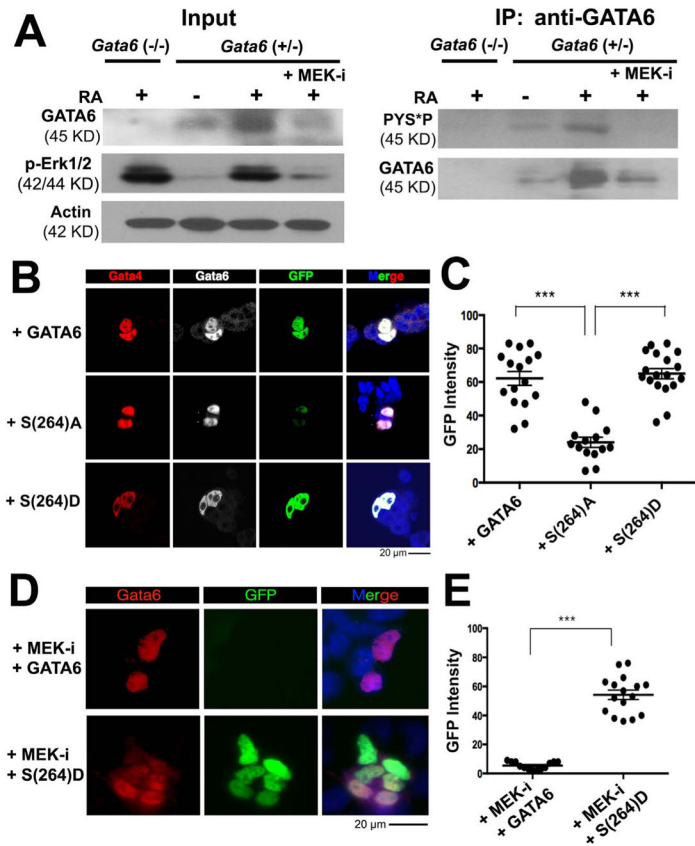 A
Input
Gata6 (-/-)
Gata6 (+/-)
+ MEK-i
RA
+ - + +
GATA6
(45 KD)
p-Erk1/2
(42/44 KD)
Actin
(42 KD)
IP: anti-GATA6
Gata6 (-/-)
Gata6 (+/-)
+ MEK-i
RA
+ - + +
PYS*P
(45 KD)
GATA6
(45 KD)
B
Gata4 Gata6 GFP Merge
+ GATA6
+ S(264)A
+ S(264)D
20 µm
C
*** ***
GFP Intensity
100
80
60
40
20
0
+ GATA6
+ S(264)A
+ S(264)D
D
Gata6 GFP Merge
+ MEK-i
+ GATA6
+ MEK-i
+ S(264)D
20 µm
E
***
GFP Intensity
100
80
60
40
20
0
+ MEK-i
+ GATA6
+ MEK-i
+ S(264)D